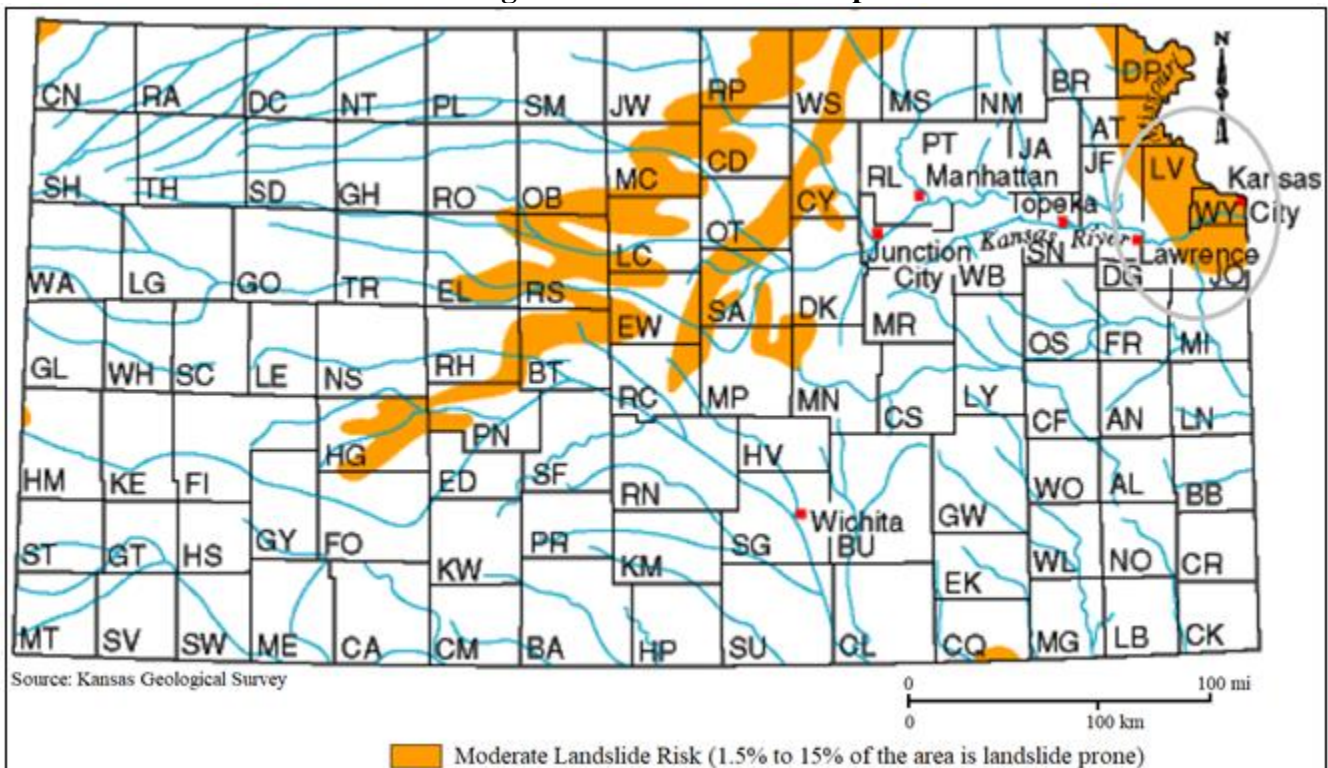 N
CN RA DC NT PL SM JW RP WS MS NM BR DP
Missouri
AT
PT JA JF LV
SH TH SD GH RO OB MC CD CY RL Manhattan Kansas
Topeka WY City
OT
Kansas River
WA LG GO TR EL RS LC Junction SN Lawrence
City WB DG JO
SA DK
EW MR
GL WH SC LE NS RH BT OS FR MI
RC MP MN CS LY CF AN LN
HG PN
HV
HM KE FI ED SF RN WO AL BB
Wichita GW
ST GT HS GY FO PR SG BU
KW KM WL NO CR
EK
MT SV SW ME CA CM BA HP SU CL CQ MG LB CK
Source: Kansas Geological Survey
0 100 mi
0 100 km
Moderate Landslide Risk (1.5% to 15% of the area is landslide prone)